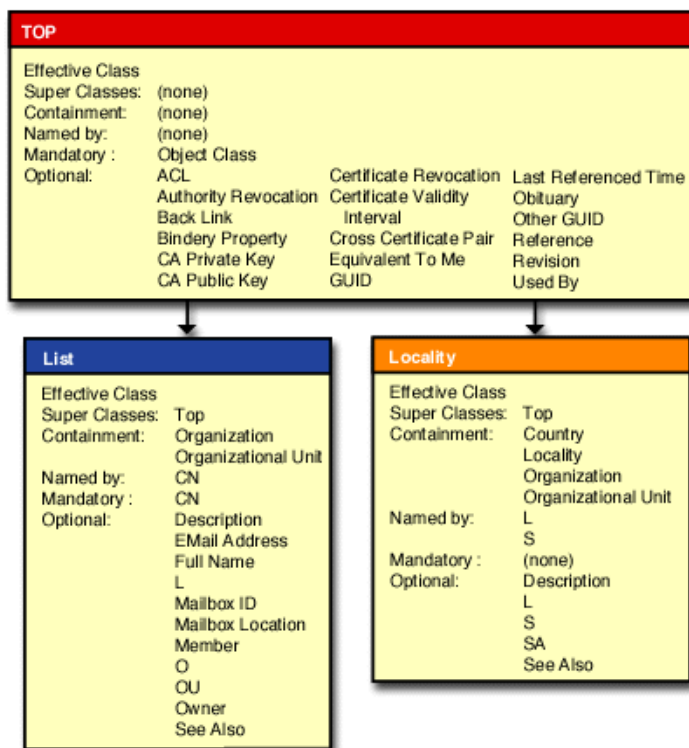 TOP
Effective Class
Super Classes: (none)
Containment: (none)
Named by: (none)
Mandatory : Object Class
Optional: ACL
Authority Revocation
Back Link
Bindery Property
CA Private Key
CA Public Key
Certificate Revocation
Certificate Validity
Interval
Cross Certificate Pair
Equivalent To Me
GUID
Last Referenced Time
Obituary
Other GUID
Reference
Revision
Used By
List
Effective Class
Super Classes: Top
Containment: Organization
Organizational Unit
Named by: CN
Mandatory : CN
Optional: Description
EMail Address
Full Name
L
Mailbox ID
Mailbox Location
Member
O
OU
Owner
See Also
Locality
Effective Class
Super Classes: Top
Containment: Country
Locality
Organization
Organizational Unit
Named by: L
S
Mandatory : (none)
Optional: Description
L
S
SA
See Also